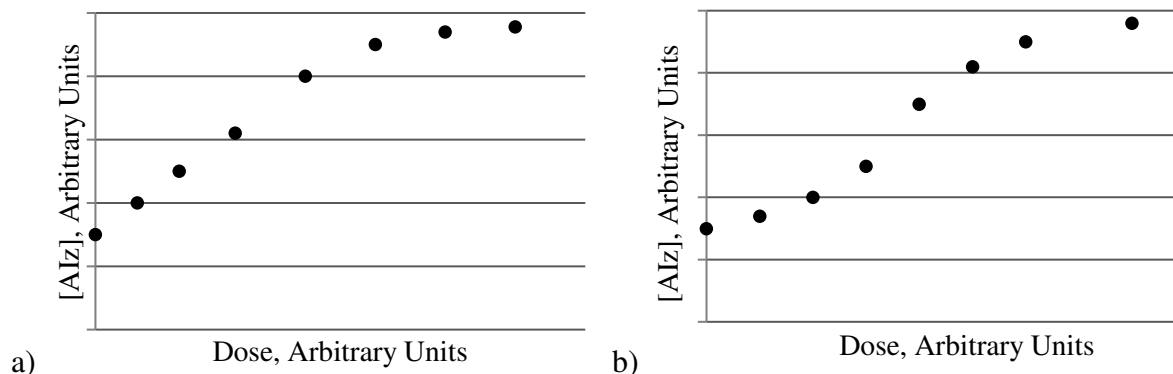 [AIz], Arbitrary Units
Dose, Arbitrary Units
a)
[AIz], Arbitrary Units
Dose, Arbitrary Units
b)